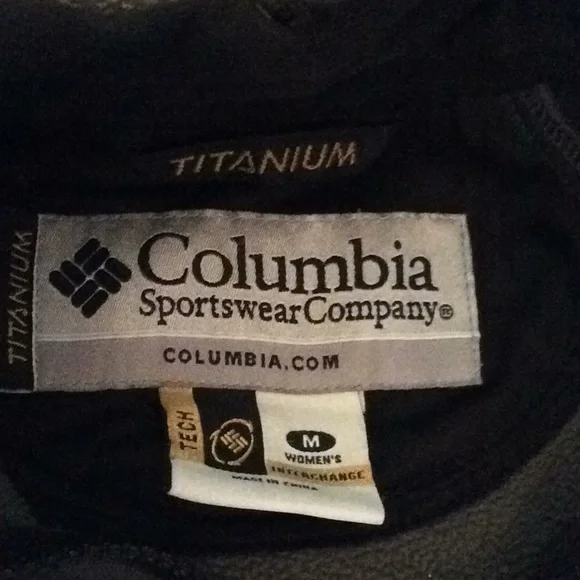 TITANIUM
TITANIUM
Columbia
SportswearCompany®
COLUMBIA.COM
TECH
M
WOMEN'S
INTERCHANGE
MADE IN CHINA